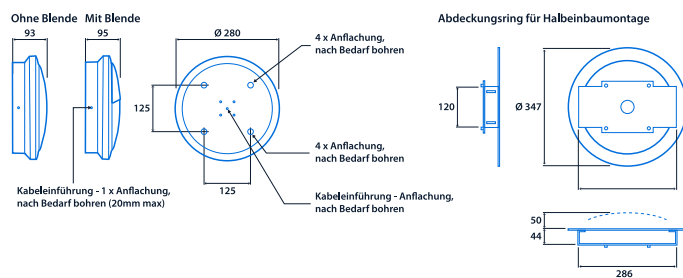 Ohne Blende
Mit Blende
93
95
Kabeleinführung - 1 x Anflachung,
nach Bedarf bohren (20mm max)
Ø 280
125
125
4 x Anflachung,
nach Bedarf bohren
4 x Anflachung,
nach Bedarf bohren
Kabeleinführung - Anflachung,
nach Bedarf bohren
Abdeckungsring für Halbeinbaumontage
120
Ø 347
50
44
286